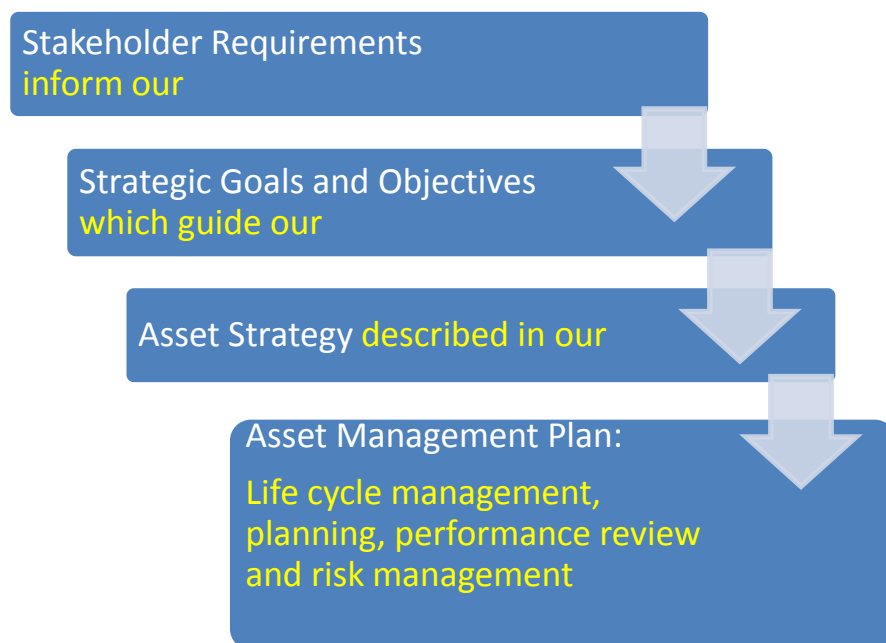 Stakeholder Requirements
inform our
Strategic Goals and Objectives
which guide our
Asset Strategy described in our
Asset Management Plan:
Life cycle management,
planning, performance review
and risk management